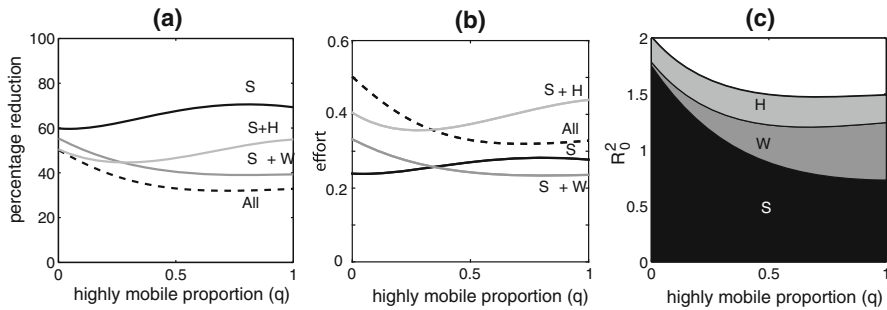 (a)
percentage reduction
100
80
60
40
20
0
S
S+H
S + W
All
0
0.5
1
highly mobile proportion (q)
(b)
effort
0.6
0.4
0.2
0
S + H
All
S
S + W
0
0.5
1
highly mobile proportion (q)
(c)
R₀²
2
1.5
1
0.5
0
H
W
S
0
0.5
1
highly mobile proportion (q)